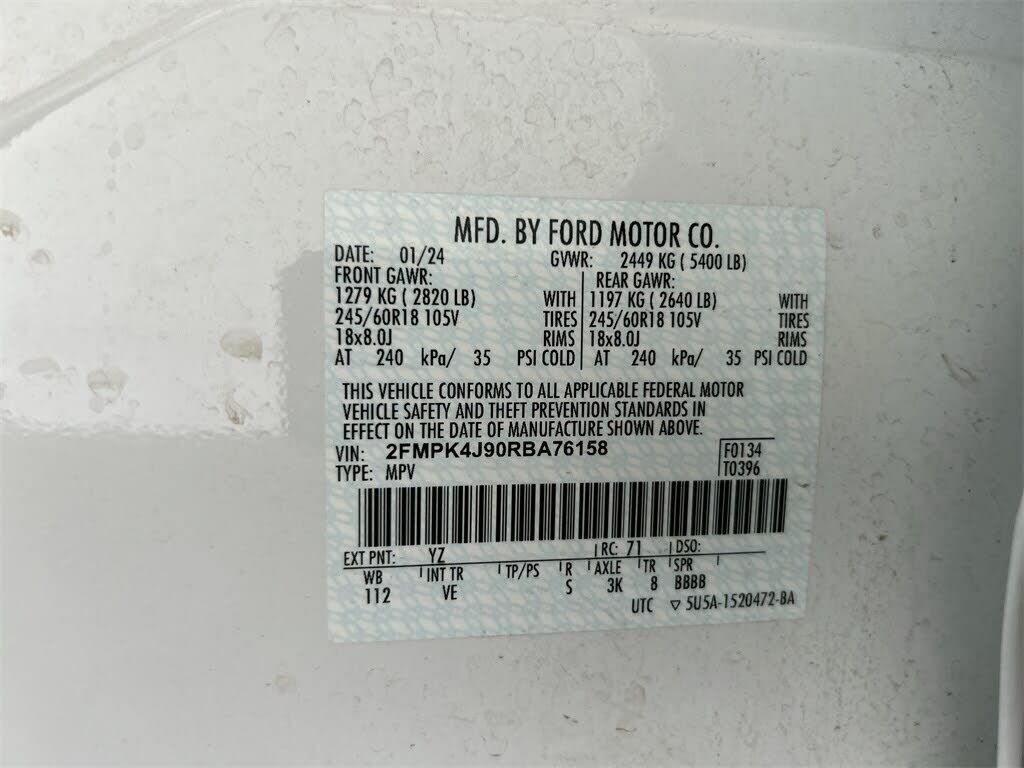 MFD. BY FORD MOTOR CO.
DATE: 01/24 GVWR: 2449 KG ( 5400 LB)
FRONT GAWR: REAR GAWR:
1279 KG ( 2820 LB) WITH 1197 KG ( 2640 LB) WITH
245/60R18 105V TIRES 245/60R18 105V TIRES
18x8.0J RIMS 18x8.0J RIMS
AT 240 kPa/ 35 PSI COLD AT 240 kPa/ 35 PSI COLD
THIS VEHICLE CONFORMS TO ALL APPLICABLE FEDERAL MOTOR
VEHICLE SAFETY AND THEFT PREVENTION STANDARDS IN
EFFECT ON THE DATE OF MANUFACTURE SHOWN ABOVE.
VIN: 2FMPK4J90RBA76158 F0134
TYPE: MPV T0396
EXT PNT: YZ RC: 71 DSO:
WB INT TR TP/PS R AXLE TR SPR
112 VE S 3K 8 BBBB
UTC ▽ 5U5A-1520472-BA